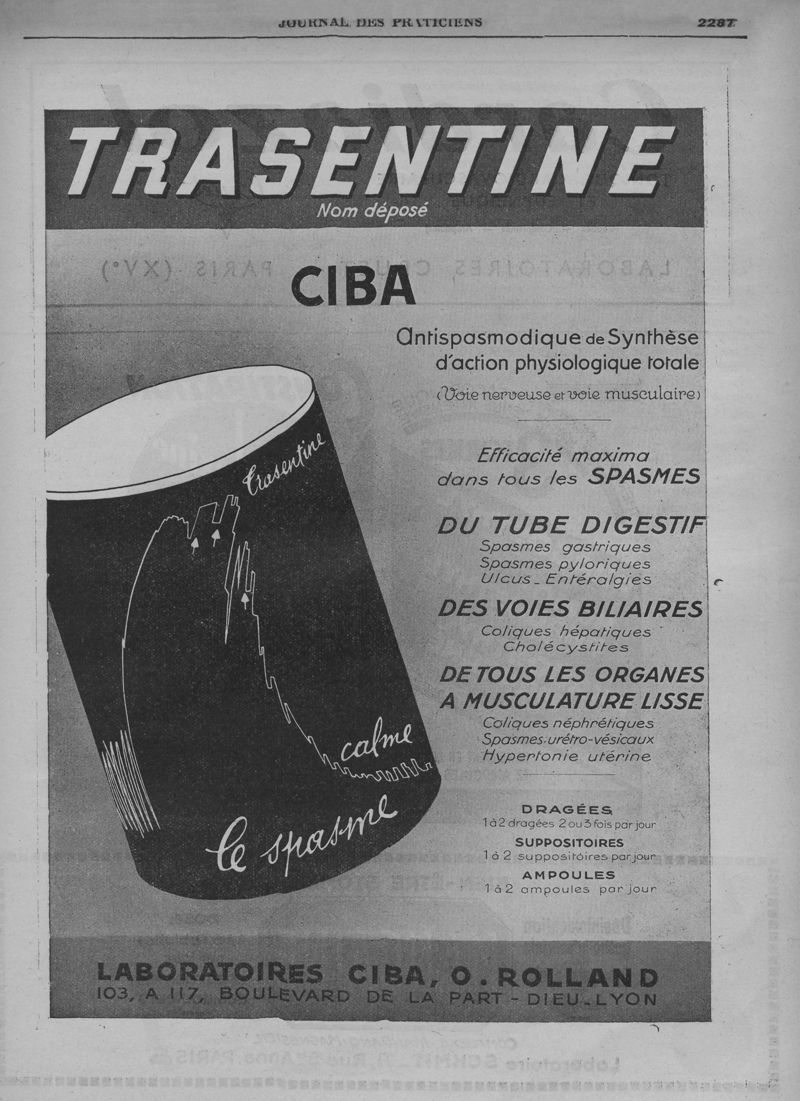 JOURNAL DES PRATICIENS
2287
TRASENTINE
Nom déposé
CIBA
Antispasmodique de Synthèse
d'action physiologique totale
(Voie nerveuse et voie musculaire)
Efficacité maxima
dans tous les SPASMES
DU TUBE DIGESTIF
Spasmes gastriques
Spasmes pyloriques
Ulcus - Entéralgies
DES VOIES BILIAIRES
Coliques hépatiques
Cholécystites
DE TOUS LES ORGANES
A MUSCULATURE LISSE
Coliques néphrétiques
Spasmes urétro-vésicaux
Hypertonie utérine
DRAGÉES
1 à 2 dragées 2 ou 3 fois par jour
SUPPOSITOIRES
1 à 2 suppositoires par jour
AMPOULES
1 à 2 ampoules par jour
Trasentine
calme
le spasme
LABORATOIRES CIBA, O. ROLLAND
103, A 117, BOULEVARD DE LA PART-DIEU - LYON